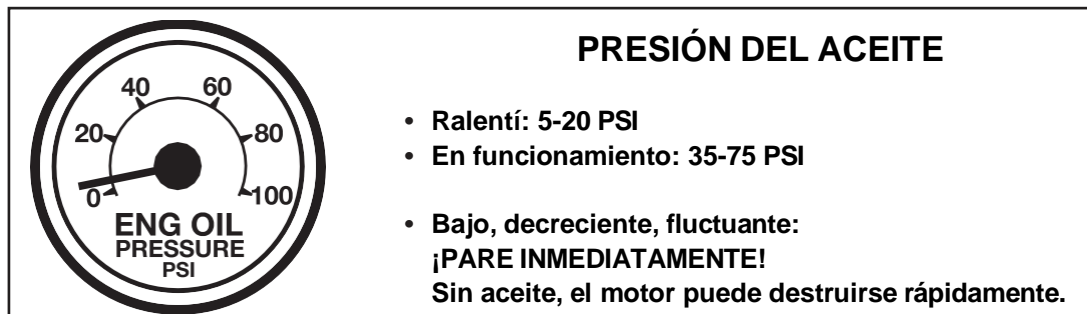 PRESIÓN DEL ACEITE
40 60
20 80
0 100
ENG OIL
PRESSURE
PSI
• Ralentí: 5-20 PSI
• En funcionamiento: 35-75 PSI
• Bajo, decreciente, fluctuante:
¡PARE INMEDIATAMENTE!
Sin aceite, el motor puede destruirse rápidamente.